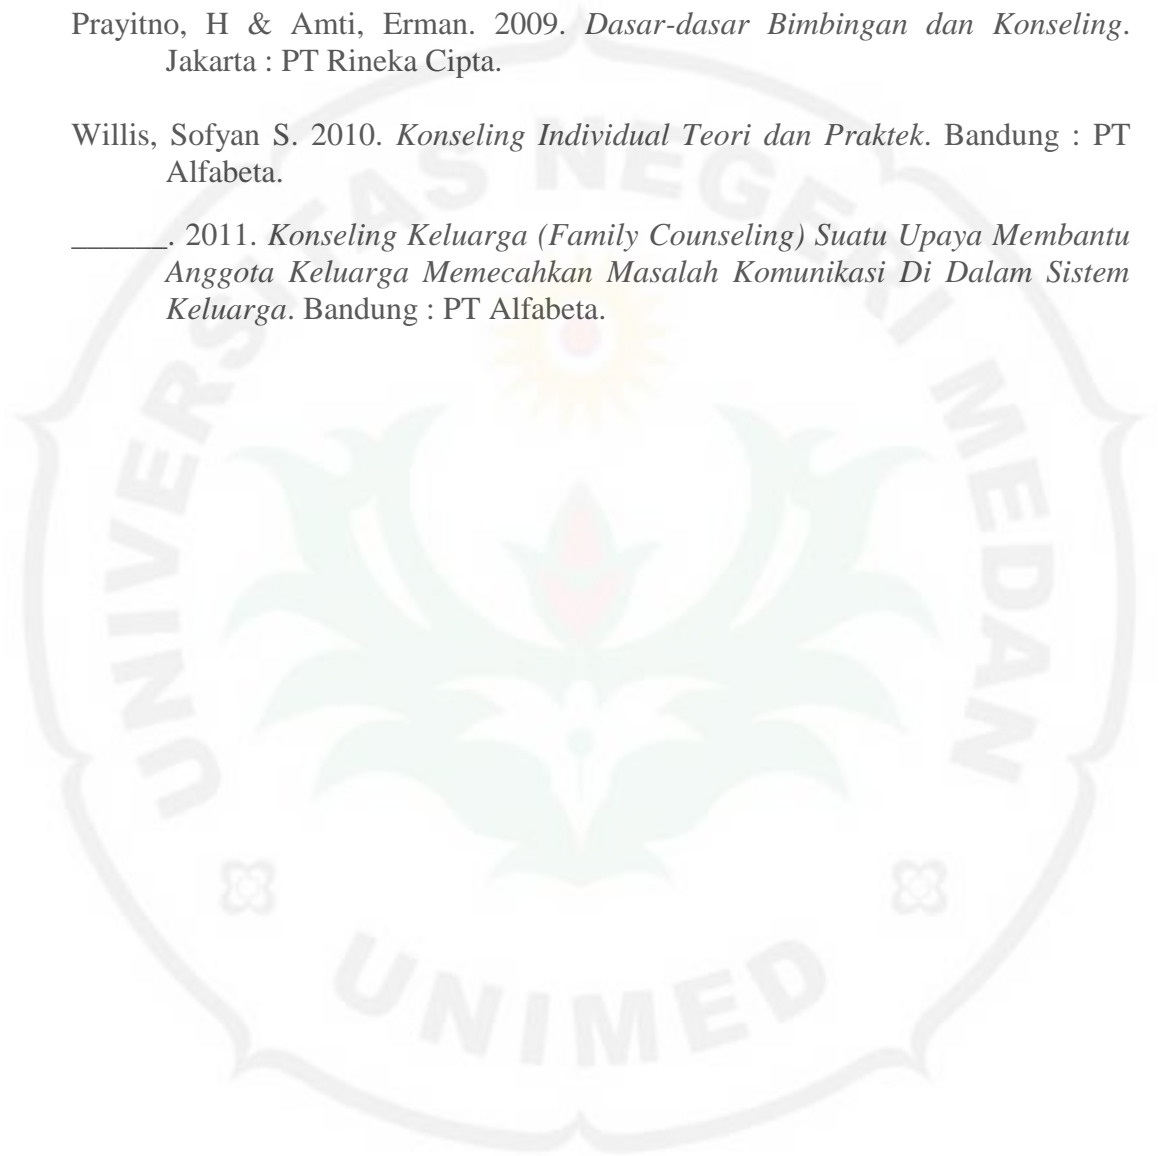 Prayitno, H & Amti, Erman. 2009. Dasar-dasar Bimbingan dan Konseling.
Jakarta : PT Rineka Cipta.
Willis, Sofyan S. 2010. Konseling Individual Teori dan Praktek. Bandung : PT
Alfabeta.
______. 2011. Konseling Keluarga (Family Counseling) Suatu Upaya Membantu
Anggota Keluarga Memecahkan Masalah Komunikasi Di Dalam Sistem
Keluarga. Bandung : PT Alfabeta.
UNIVERSITAS NEGERI MEDAN
UNIMED